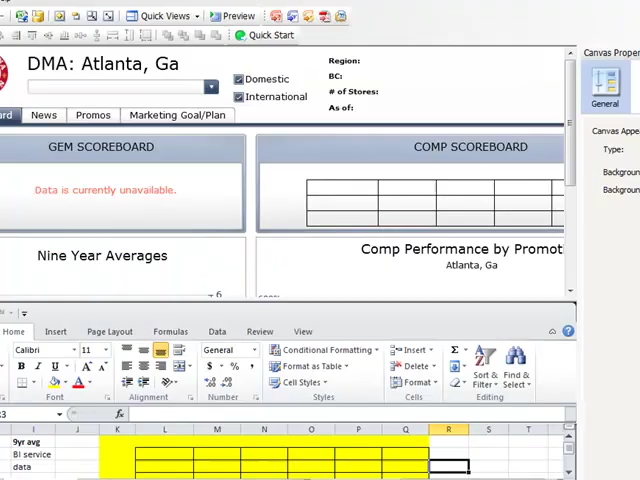 Quick Views
Preview
Quick Start
DMA: Atlanta, Ga
Domestic
International
Region:
BC:
# of Stores:
As of:
News
Promos
Marketing Goal/Plan
GEM SCOREBOARD
Data is currently unavailable.
COMP SCOREBOARD
Nine Year Averages
6
Comp Performance by Promoti
Atlanta, Ga
Canvas Proper
General
Canvas Appe
Type:
Backgroun
Backgroun
Home
Insert
Page Layout
Formulas
Data
Review
View
Calibri
11
General
Conditional Formatting
Format as Table
Cell Styles
Insert
Delete
Format
Sort &
Filter
Find &
Select
B I U
$ % ,
Font
Alignment
Number
Styles
Cells
Editing
R3
fx
I J K L M N O P Q R S T
9yr avg
BI service
data